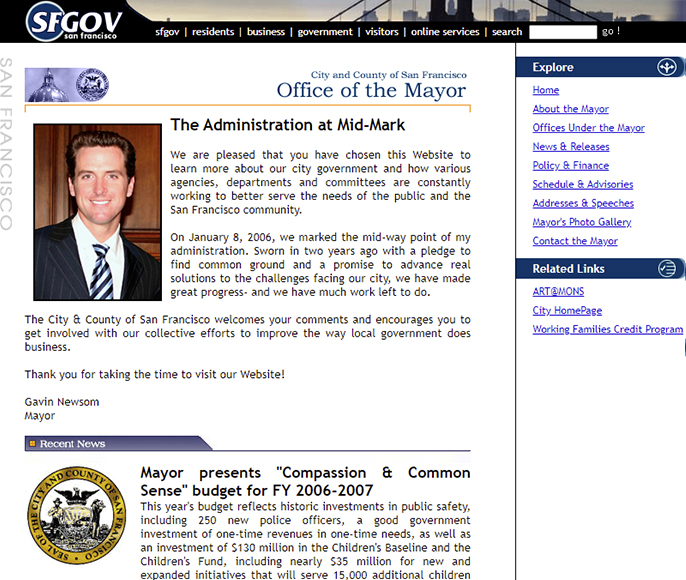 SFGOV
san francisco
sfgov | residents | business | government | visitors | online services | search go !
SAN FRANCISCO
City and County of San Francisco
Office of the Mayor
The Administration at Mid-Mark
We are pleased that you have chosen this Website to
learn more about our city government and how various
agencies, departments and committees are constantly
working to better serve the needs of the public and the
San Francisco community.
On January 8, 2006, we marked the mid-way point of my
administration. Sworn in two years ago with a pledge to
find common ground and a promise to advance real
solutions to the challenges facing our city, we have made
great progress- and we have much work left to do.
The City & County of San Francisco welcomes your comments and encourages you to
get involved with our collective efforts to improve the way local government does
business.
Thank you for taking the time to visit our Website!
Gavin Newsom
Mayor
Recent News
SEAL OF THE CITY AND COUNTY OF SAN FRANCISCO
Mayor presents "Compassion & Common
Sense" budget for FY 2006-2007
This year's budget reflects historic investments in public safety,
including 250 new police officers, a good government
investment of one-time revenues in one-time needs, as well as
an investment of $130 million in the Children's Baseline and the
Children's Fund, including nearly $35 million for new and
expanded initiatives that will serve 15,000 additional children
Explore
Home
About the Mayor
Offices Under the Mayor
News & Releases
Policy & Finance
Schedule & Advisories
Addresses & Speeches
Mayor's Photo Gallery
Contact the Mayor
Related Links
ART@MONS
City HomePage
Working Families Credit Program